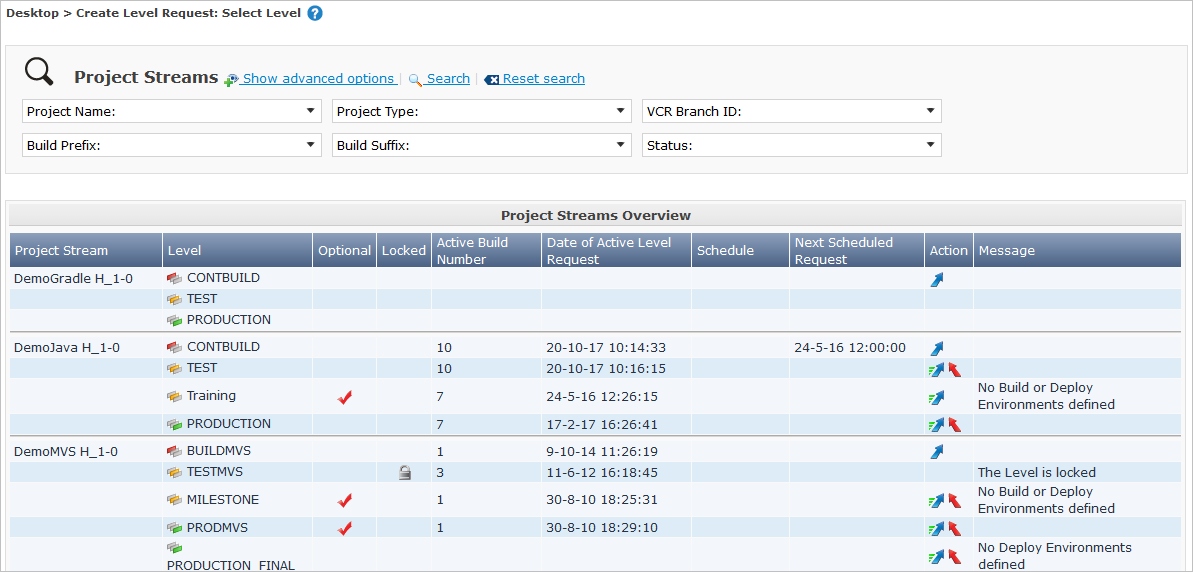 Desktop > Create Level Request: Select Level
Project Streams Show advanced options | Search | Reset search
Project Name: Project Type: VCR Branch ID:
Build Prefix: Build Suffix: Status:
Project Streams Overview
Project Stream Level Optional Locked Active Build Number Date of Active Level Request Schedule Next Scheduled Request Action Message
DemoGradle H_1-0 CONTBUILD
TEST
PRODUCTION
DemoJava H_1-0 CONTBUILD 10 20-10-17 10:14:33 24-5-16 12:00:00
TEST 10 20-10-17 10:16:15
Training 7 24-5-16 12:26:15 No Build or Deploy Environments defined
PRODUCTION 7 17-2-17 16:26:41
DemoMVS H_1-0 BUILDMVS 1 9-10-14 11:26:19
TESTMVS 3 11-6-12 16:18:45 The Level is locked
MILESTONE 1 30-8-10 18:25:31 No Build or Deploy Environments defined
PRODMVS 1 30-8-10 18:29:10
PRODUCTION_FINAL No Deploy Environments defined